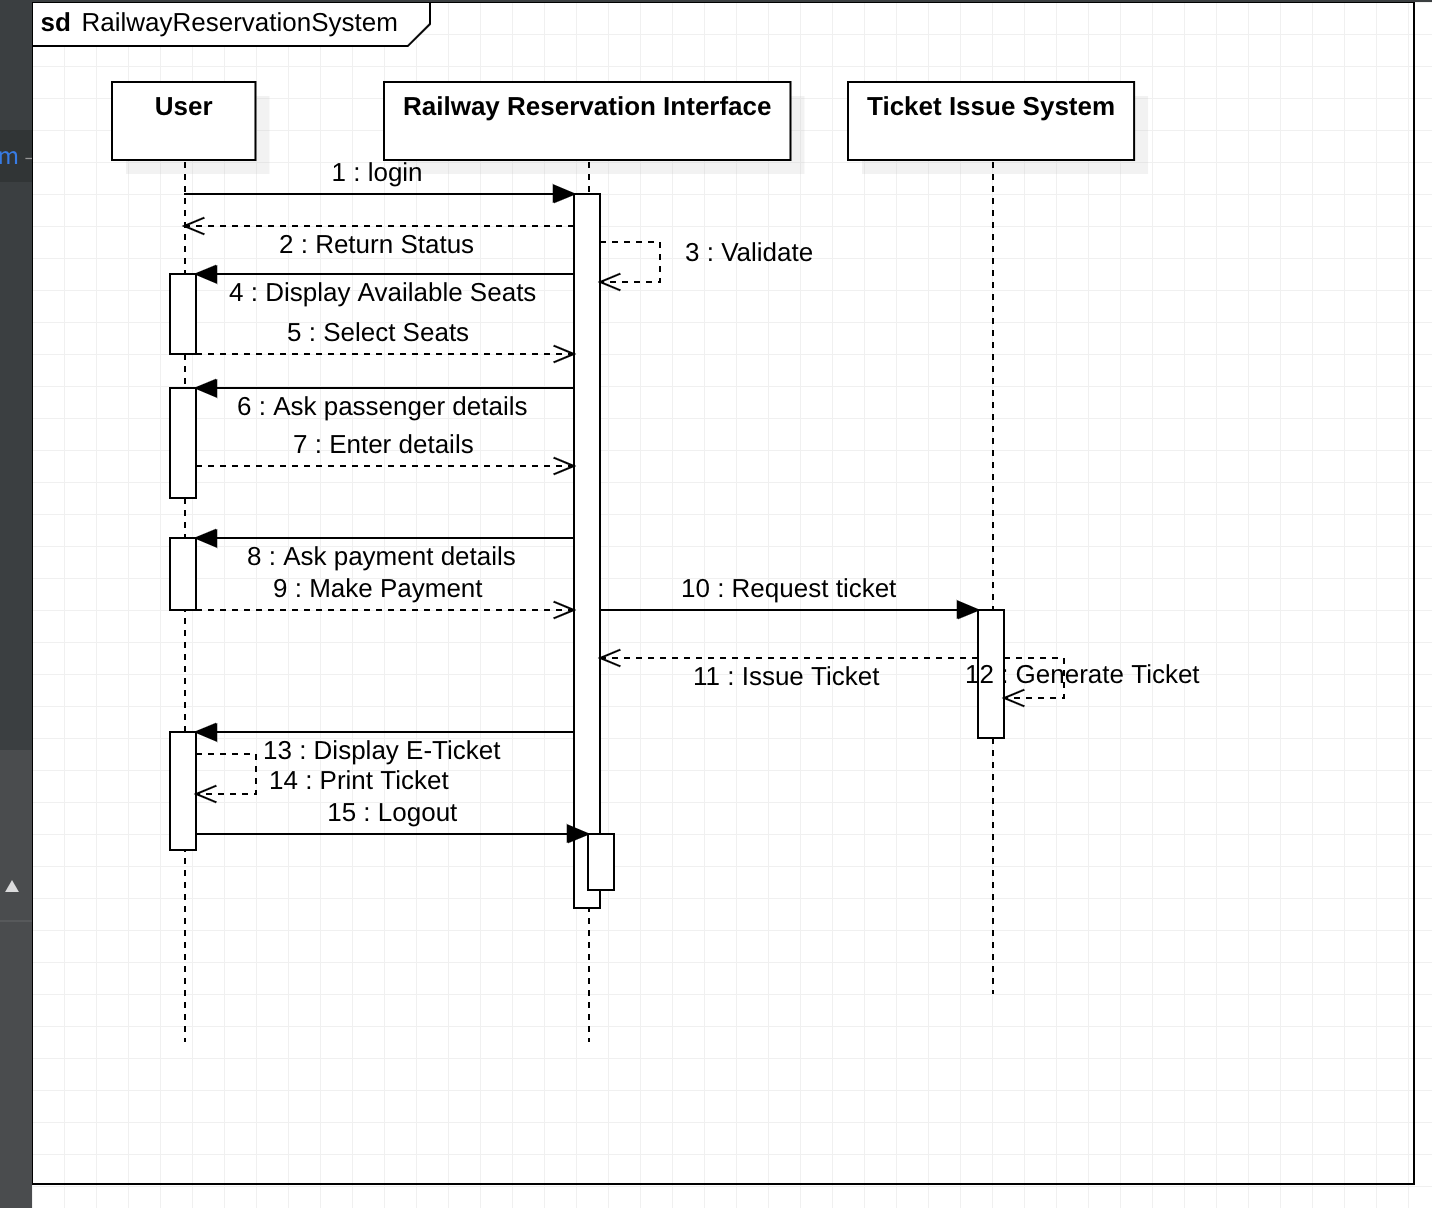 sd RailwayReservationSystem
User
Railway Reservation Interface
Ticket Issue System
m
1 : login
2 : Return Status
3 : Validate
4 : Display Available Seats
5 : Select Seats
6 : Ask passenger details
7 : Enter details
8 : Ask payment details
9 : Make Payment
10 : Request ticket
11 : Issue Ticket
12 : Generate Ticket
13 : Display E-Ticket
14 : Print Ticket
15 : Logout